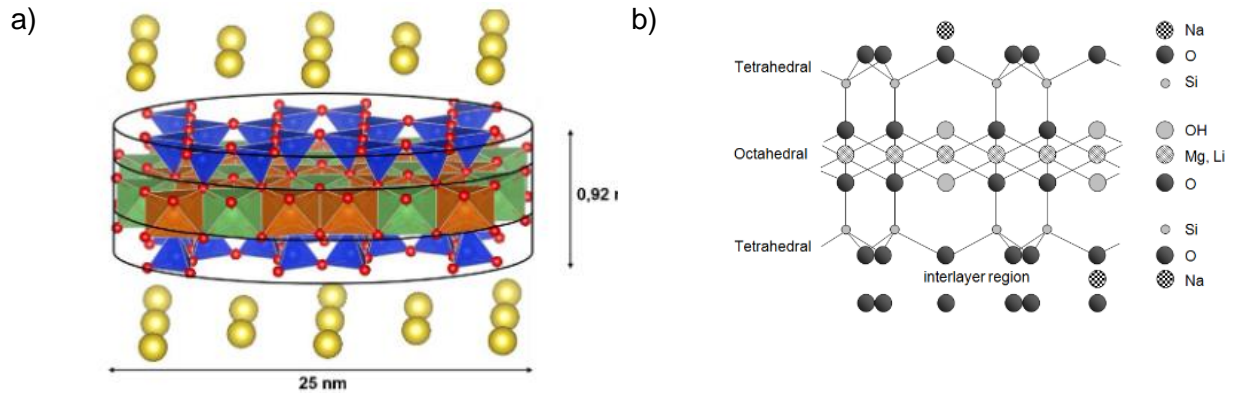 a)
0,92 r
25 nm
b)
Tetrahedral
Octahedral
Tetrahedral
interlayer region
Na
O
Si
OH
Mg, Li
O
Si
O
Na